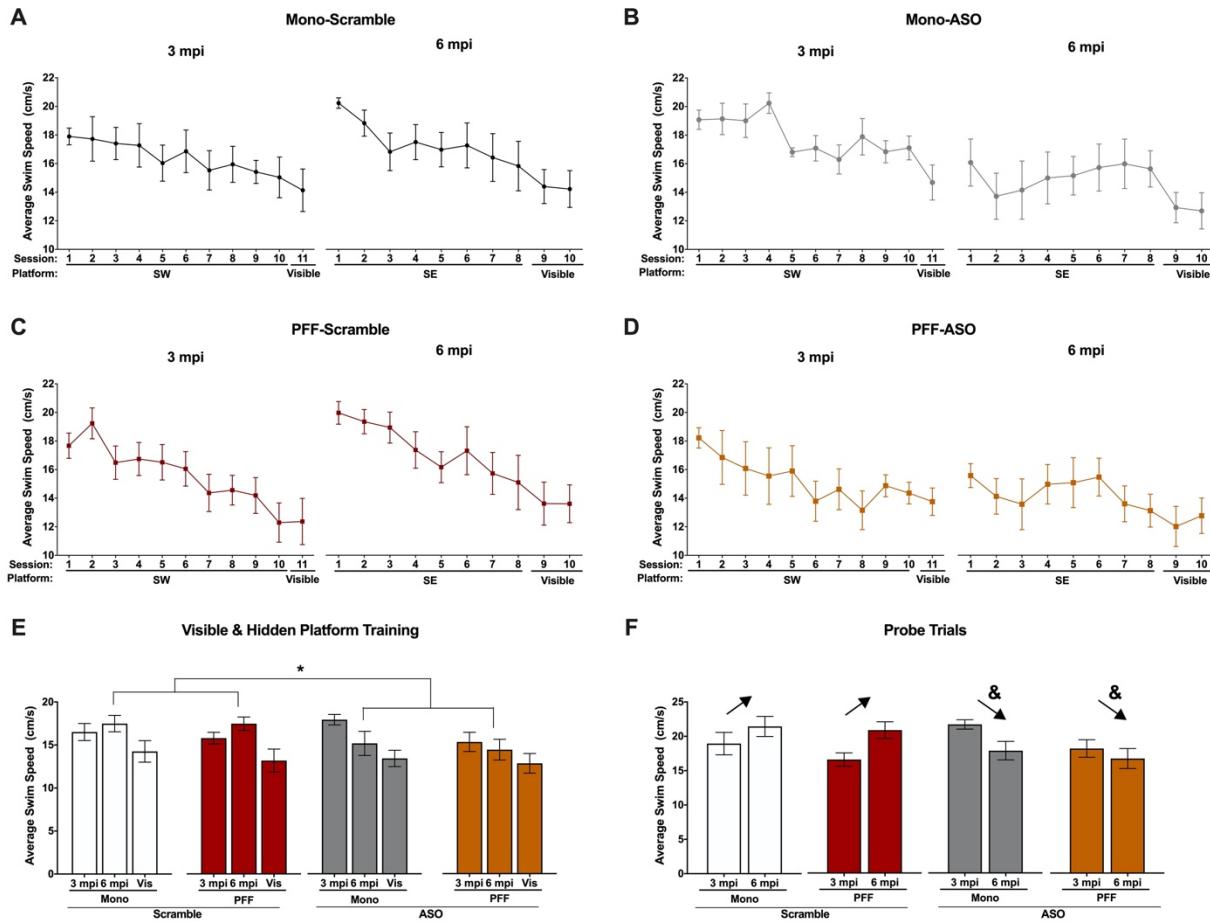 A
Mono-Scramble
3 mpi
6 mpi
Average Swim Speed (cm/s)
22
20
18
16
14
12
10
Session: 1 2 3 4 5 6 7 8 9 10 11 1 2 3 4 5 6 7 8 9 10
Platform: SW Visible SE Visible
B
Mono-ASO
3 mpi
6 mpi
Average Swim Speed (cm/s)
22
20
18
16
14
12
10
Session: 1 2 3 4 5 6 7 8 9 10 11 1 2 3 4 5 6 7 8 9 10
Platform: SW Visible SE Visible
C
PFF-Scramble
3 mpi
6 mpi
Average Swim Speed (cm/s)
22
20
18
16
14
12
10
Session: 1 2 3 4 5 6 7 8 9 10 11 1 2 3 4 5 6 7 8 9 10
Platform: SW Visible SE Visible
D
PFF-ASO
3 mpi
6 mpi
Average Swim Speed (cm/s)
22
20
18
16
14
12
10
Session: 1 2 3 4 5 6 7 8 9 10 11 1 2 3 4 5 6 7 8 9 10
Platform: SW Visible SE Visible
E
Visible & Hidden Platform Training
*
Average Swim Speed (cm/s)
20
15
10
5
0
3 mpi 6 mpi Vis 3 mpi 6 mpi Vis 3 mpi 6 mpi Vis 3 mpi 6 mpi Vis
Mono PFF Mono PFF
Scramble ASO
F
Probe Trials
& &
Average Swim Speed (cm/s)
25
20
15
10
5
0
3 mpi 6 mpi 3 mpi 6 mpi 3 mpi 6 mpi 3 mpi 6 mpi
Mono PFF Mono PFF
Scramble ASO